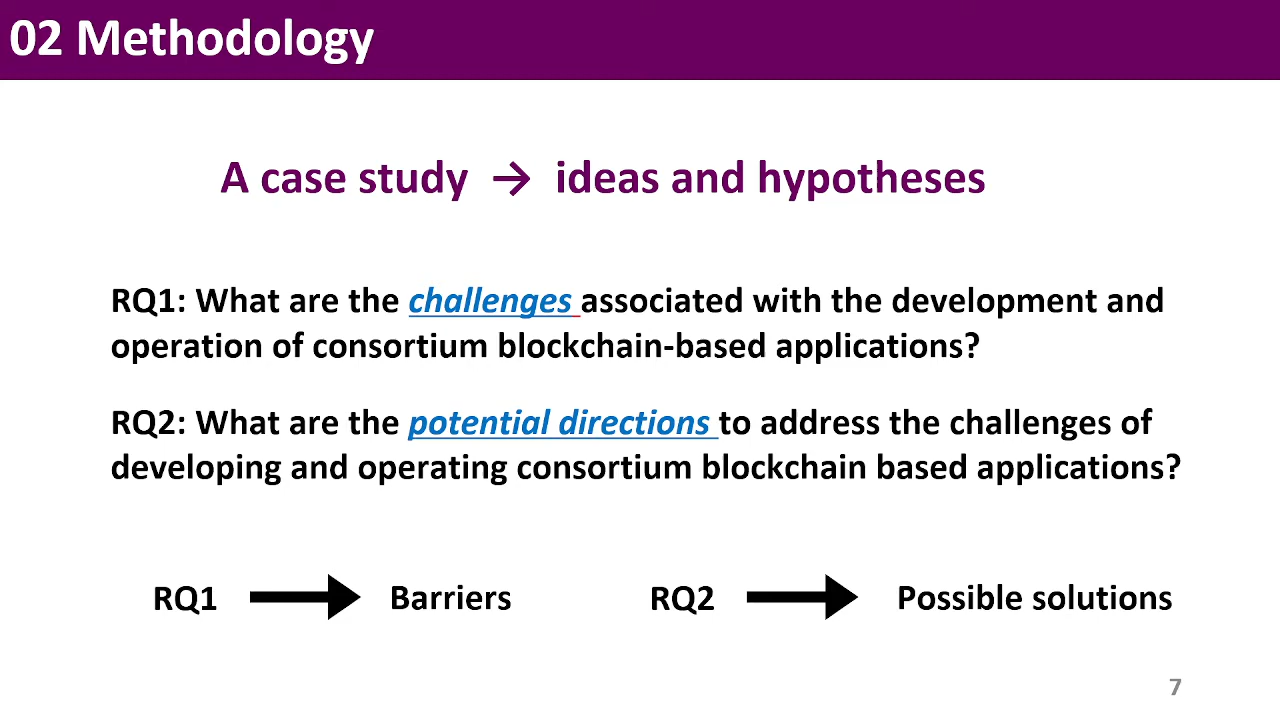 02 Methodology
A case study → ideas and hypotheses
RQ1: What are the challenges associated with the development and
operation of consortium blockchain-based applications?
RQ2: What are the potential directions to address the challenges of
developing and operating consortium blockchain based applications?
RQ1 → Barriers RQ2 → Possible solutions
7